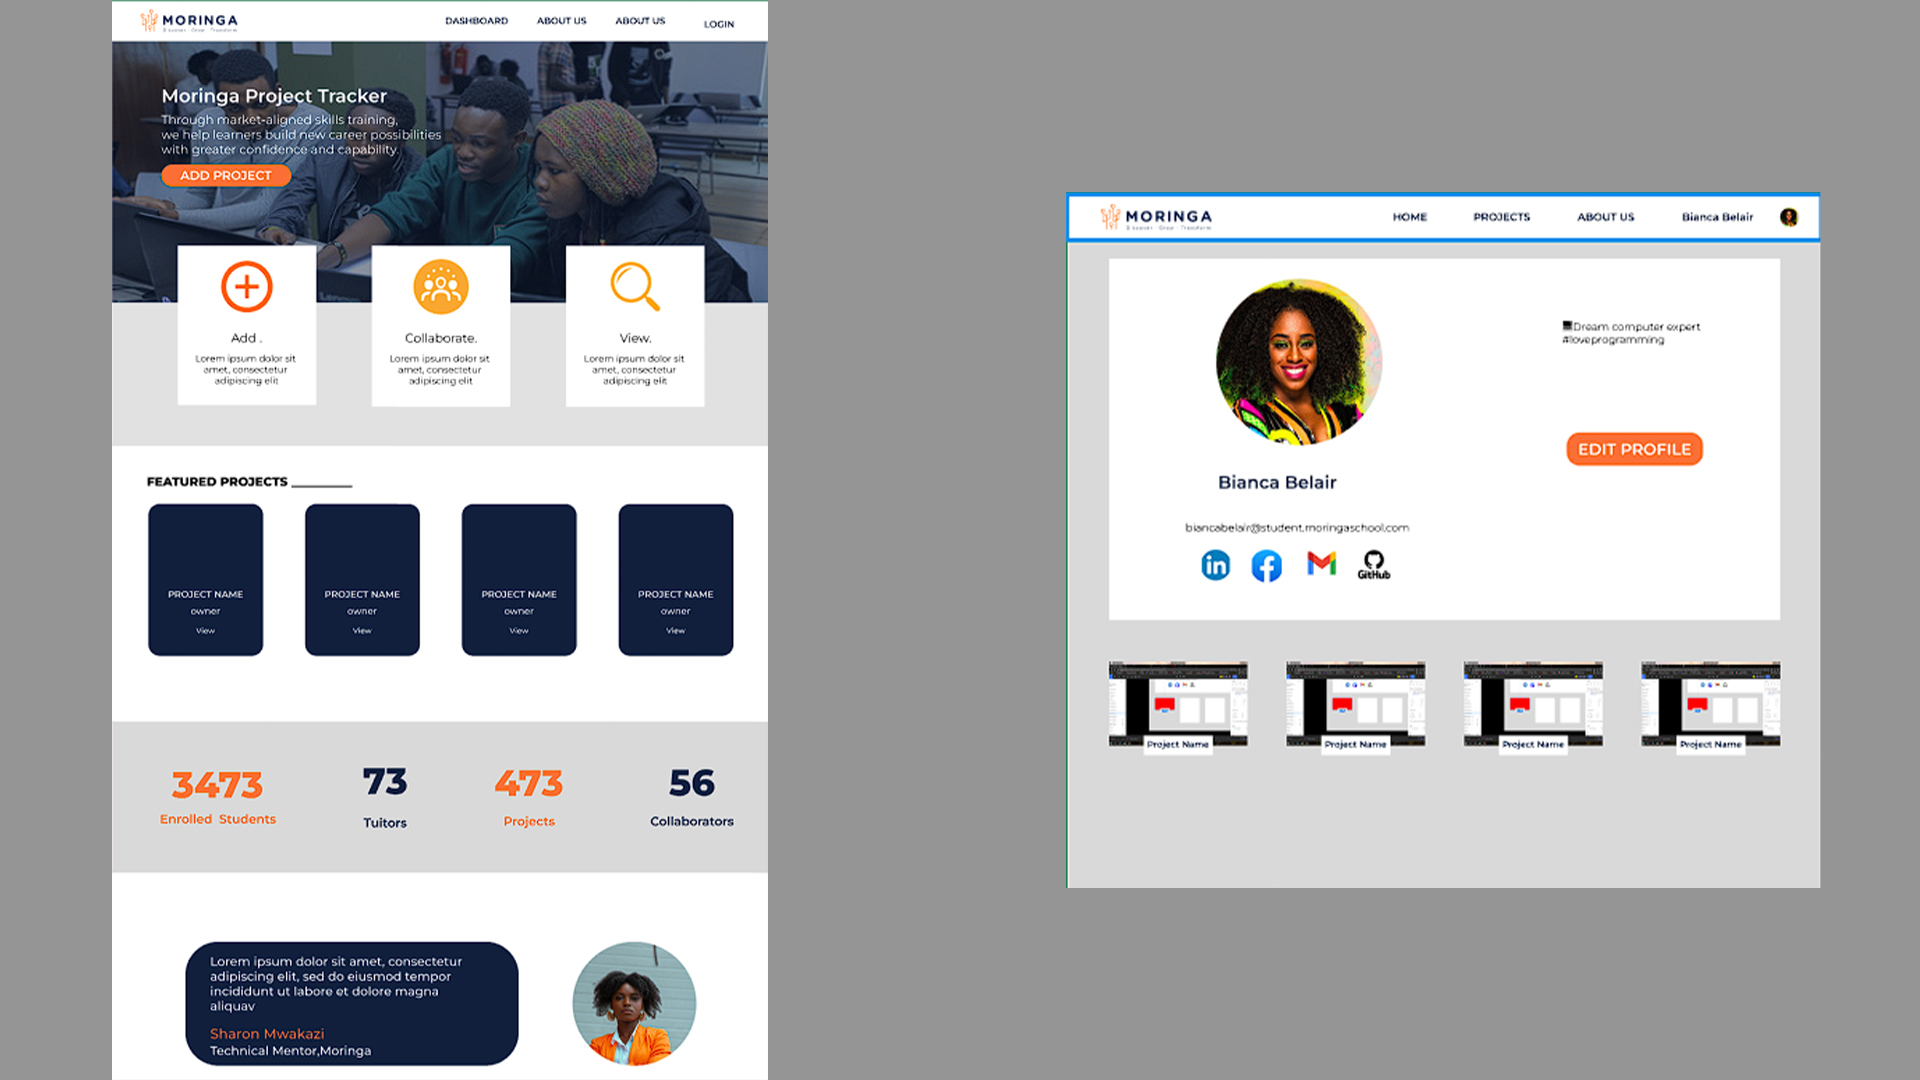 MORINGA
Discover · Grow · Transform
DASHBOARD
ABOUT US
ABOUT US
LOGIN
Moringa Project Tracker
Through market-aligned skills training,
we help learners build new career possibilities
with greater confidence and capability.
ADD PROJECT
Add .
Lorem ipsum dolor sit
amet, consectetur
adipiscing elit
Collaborate.
Lorem ipsum dolor sit
amet, consectetur
adipiscing elit
View.
Lorem ipsum dolor sit
amet, consectetur
adipiscing elit
FEATURED PROJECTS
PROJECT NAME
owner
View
PROJECT NAME
owner
View
PROJECT NAME
owner
View
PROJECT NAME
owner
View
3473
Enrolled Students
73
Tuitors
473
Projects
56
Collaborators
Lorem ipsum dolor sit amet, consectetur
adipiscing elit, sed do eiusmod tempor
incididunt ut labore et dolore magna
aliquav
Sharon Mwakazi
Technical Mentor,Moringa
MORINGA
Discover · Grow · Transform
HOME
PROJECTS
ABOUT US
Bianca Belair
Dream computer expert
#loveprogramming
EDIT PROFILE
Bianca Belair
biancabelair@student.moringaschool.com
in
GitHub
Project Name
Project Name
Project Name
Project Name